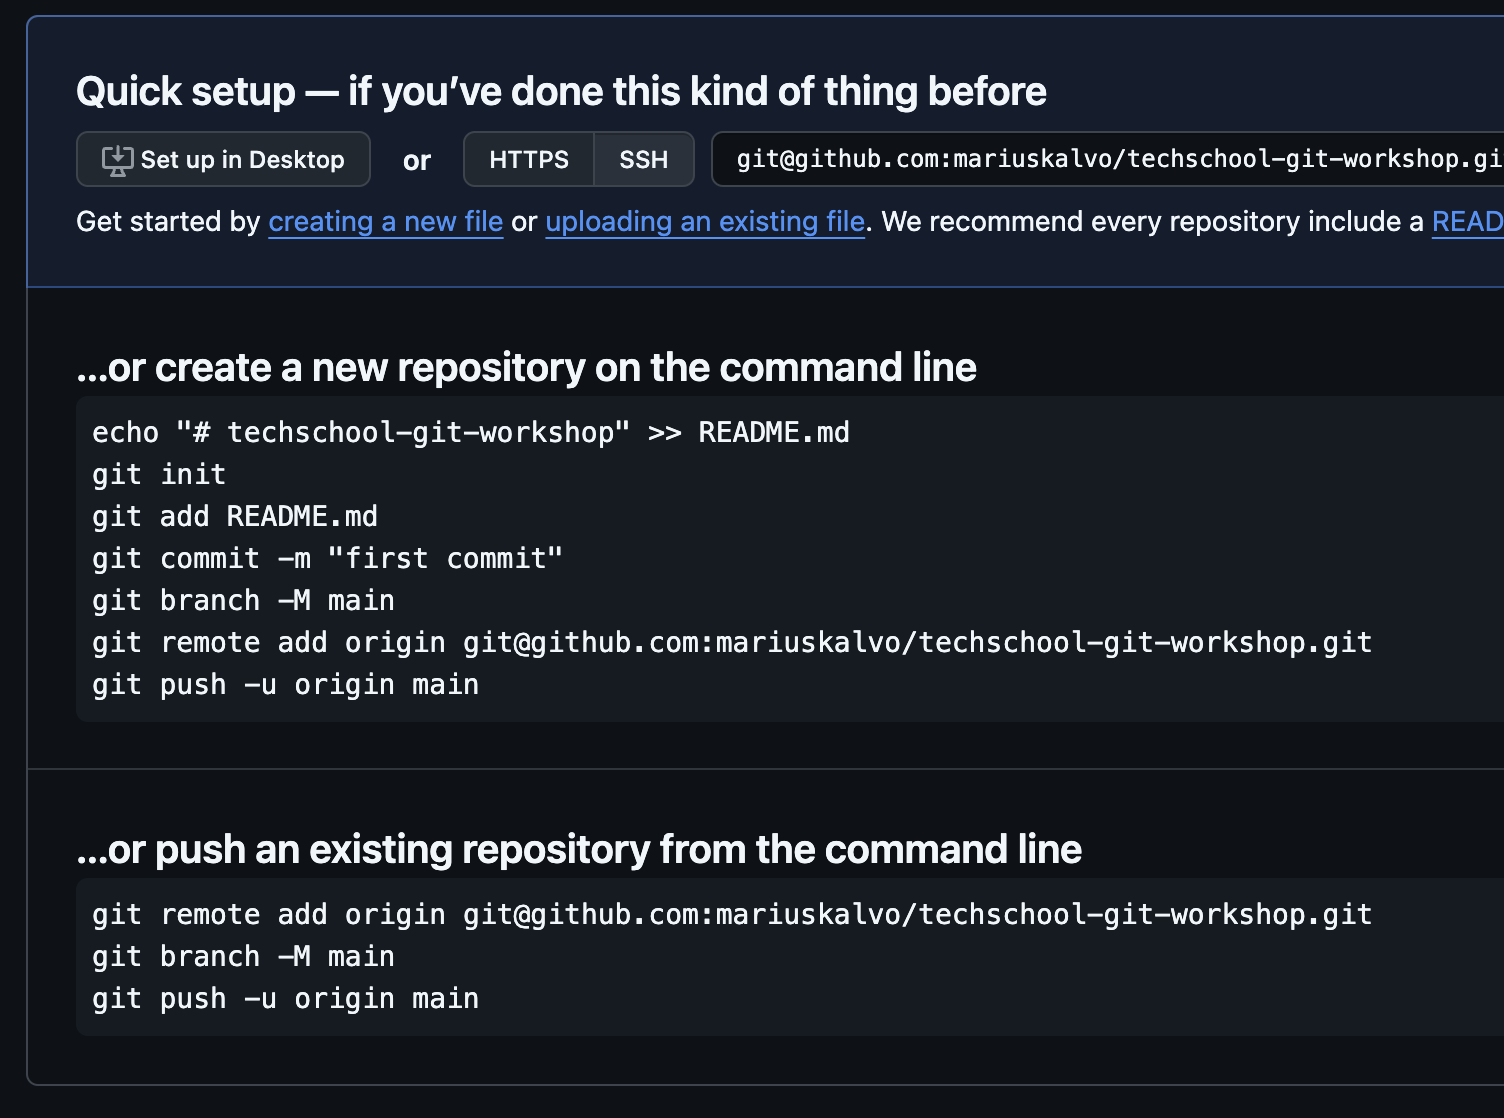 Quick setup — if you’ve done this kind of thing before
Set up in Desktop or HTTPS SSH git@github.com:mariuskalvo/techschool-git-workshop.gi
Get started by creating a new file or uploading an existing file. We recommend every repository include a READ
...or create a new repository on the command line
echo "# techschool-git-workshop" >> README.md
git init
git add README.md
git commit -m "first commit"
git branch -M main
git remote add origin git@github.com:mariuskalvo/techschool-git-workshop.git
git push -u origin main
...or push an existing repository from the command line
git remote add origin git@github.com:mariuskalvo/techschool-git-workshop.git
git branch -M main
git push -u origin main